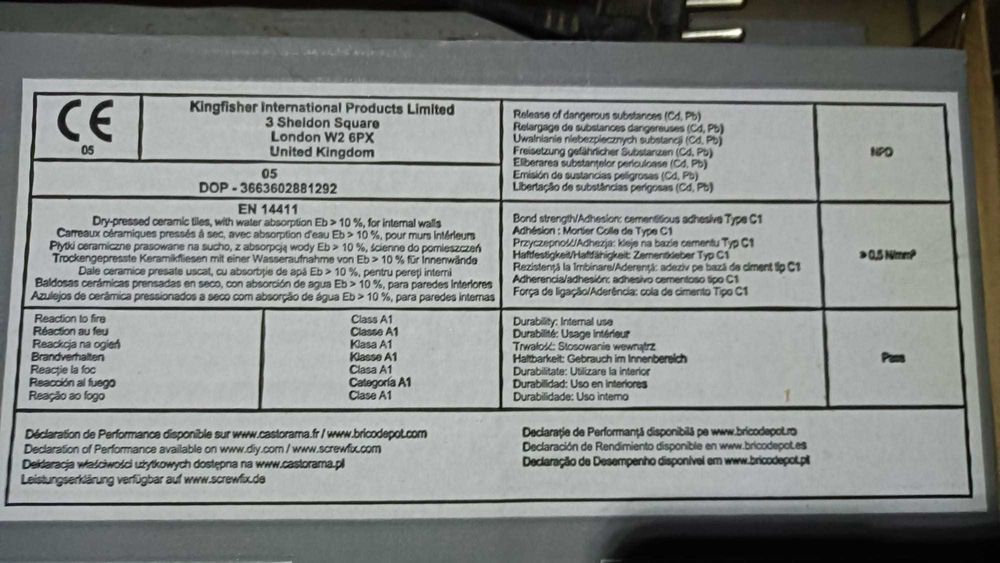 CE
05
Kingfisher International Products Limited
3 Sheldon Square
London W2 6PX
United Kingdom
05
DOP - 3663602881292
EN 14411
Dry-pressed ceramic tiles, with water absorption Eb > 10 %, for internal walls
Carreaux céramiques pressés à sec, avec absorption d'eau Eb > 10 %, pour murs intérieurs
Płytki ceramiczne prasowane na sucho, z absorpcją wody Eb > 10 %, ścienne do pomieszczeń
Trockengepresste Keramikfliesen mit einer Wasseraufnahme von Eb > 10 % für Innenwände
Dale ceramice presate uscat, cu absorbție de apă Eb > 10 %, pentru pereți interni
Baldosas cerámicas prensadas en seco, con absorción de agua Eb > 10 %, para paredes interiores
Azulejos de cerâmica pressionados a seco com absorção de água Eb > 10 %, para paredes internas
Reaction to fire Class A1
Réaction au feu Classe A1
Reackcja na ogień Klasa A1
Brandverhalten Klasse A1
Reacție la foc Clasa A1
Reacción al fuego Categoría A1
Reação ao fogo Clase A1
Release of dangerous substances (Cd, Pb)
Relargage de substances dangereuses (Cd, Pb)
Uwalnianie niebezpiecznych substancji (Cd, Pb)
Freisetzung gefährlicher Substanzen (Cd, Pb)
Eliberarea substanțelor periculoase (Cd, Pb)
Emisión de sustancias peligrosas (Cd, Pb)
Libertação de substâncias perigosas (Cd, Pb)
NPD
Bond strength/Adhesion: cementitious adhesive Type C1
Adhésion : Mortier Colle de Type C1
Przyczepność/Adhezja: kleje na bazie cementu Typ C1
Haftfestigkeit/Haftfähigkeit: Zementkleber Typ C1
Rezistență la îmbinare/Aderență: adeziv pe bază de ciment tip C1
Adherencia/adhesión: adhesivo cementoso tipo C1
Força de ligação/Aderência: cola de cimento Tipo C1
> 0,5 N/mm²
Durability: Internal use
Durabilité: Usage intérieur
Trwałość: Stosowanie wewnątrz
Haltbarkeit: Gebrauch im Innenbereich
Durabilitate: Utilizare la interior
Durabilidad: Uso en interiores
Durabilidade: Uso interno
Pass
Déclaration de Performance disponible sur www.castorama.fr / www.bricodepot.com
Declaration of Performance available on www.diy.com / www.screwfix.com
Deklaracja właściwości użytkowych dostępna na www.castorama.pl
Leistungserklärung verfügbar auf www.screwfix.de
Declarație de Performanță disponibilă pe www.bricodepot.ro
Declaración de Rendimiento disponible en www.bricodepot.es
Declaração de Desempenho disponível em www.bricodepot.pt